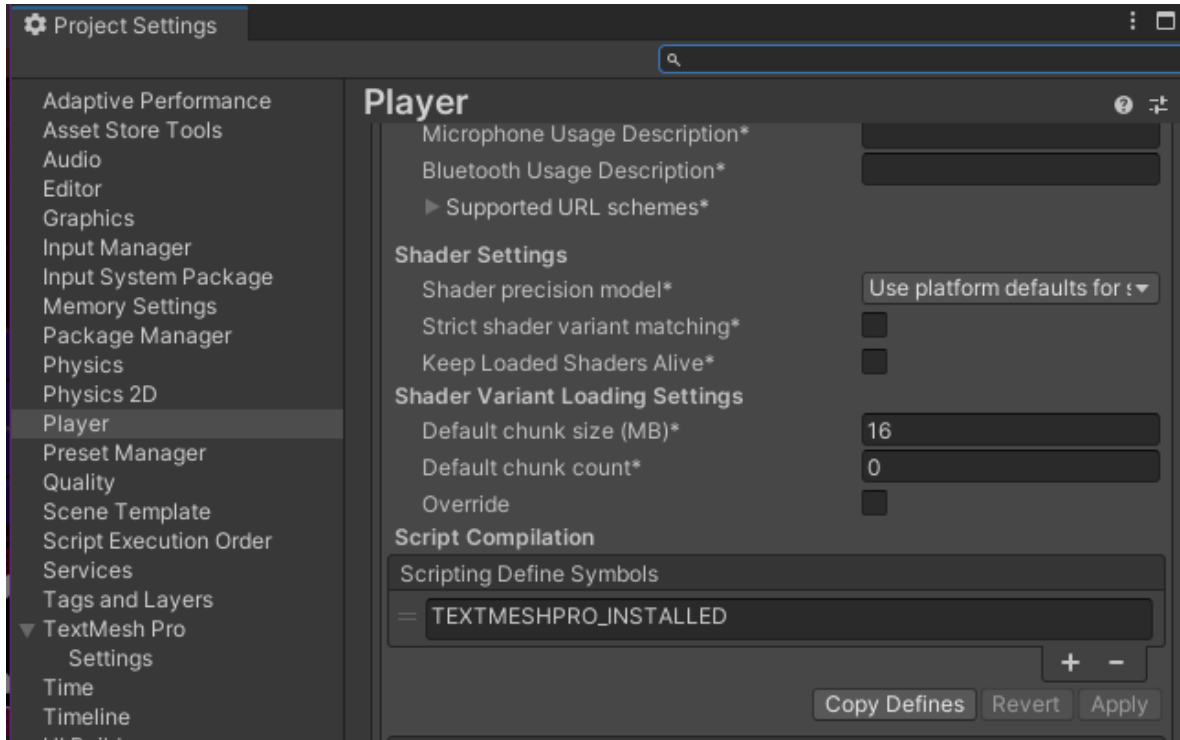 Project Settings
Adaptive Performance
Asset Store Tools
Audio
Editor
Graphics
Input Manager
Input System Package
Memory Settings
Package Manager
Physics
Physics 2D
Player
Preset Manager
Quality
Scene Template
Script Execution Order
Services
Tags and Layers
TextMesh Pro
Settings
Time
Timeline
Player
Microphone Usage Description*
Bluetooth Usage Description*
Supported URL schemes*
Shader Settings
Shader precision model* Use platform defaults for
Strict shader variant matching*
Keep Loaded Shaders Alive*
Shader Variant Loading Settings
Default chunk size (MB)* 16
Default chunk count* 0
Override
Script Compilation
Scripting Define Symbols
TEXTMESHPRO_INSTALLED
+ −
Copy Defines Revert Apply